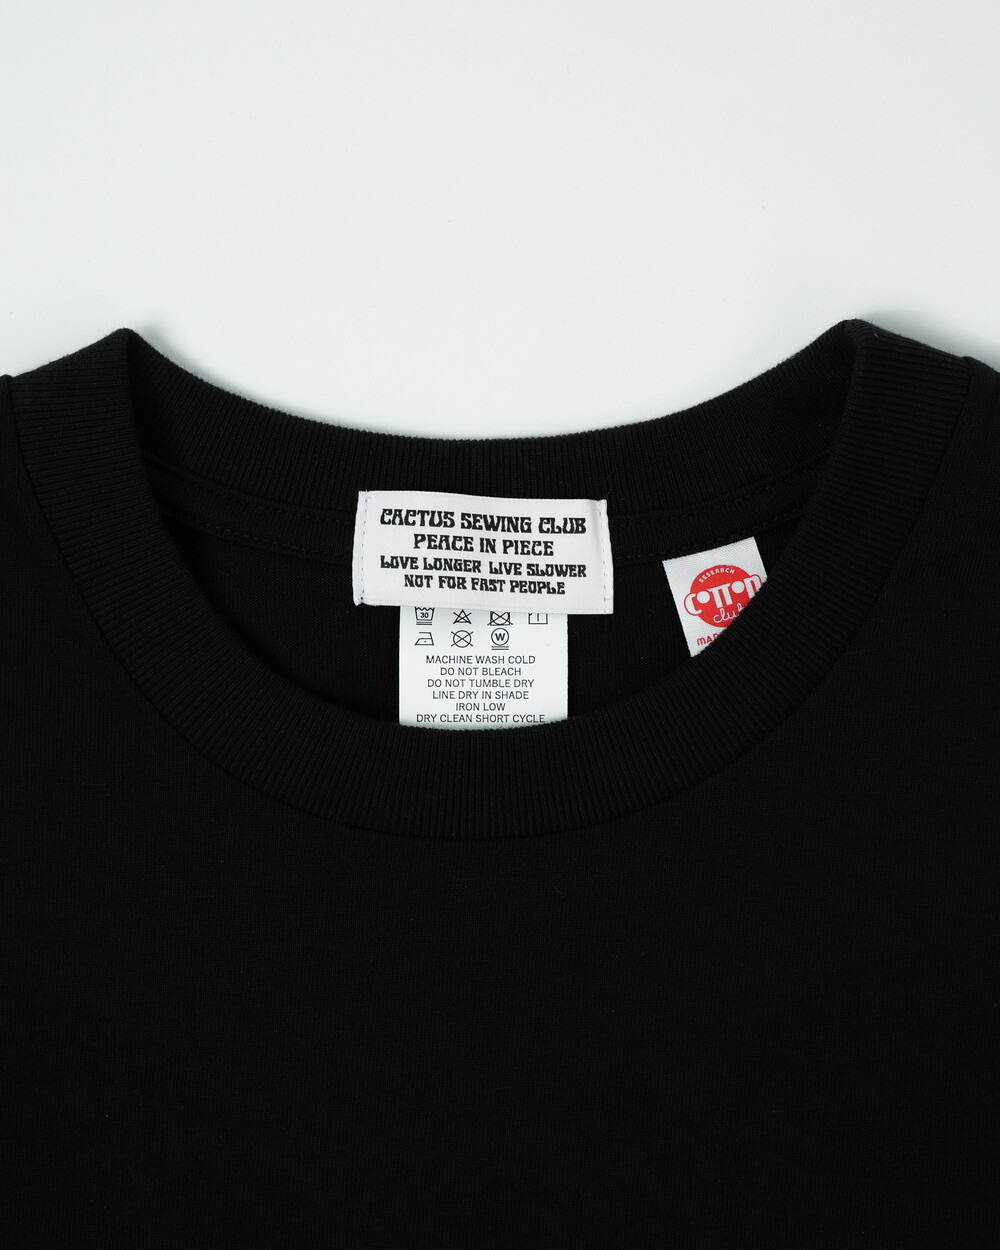 CACTUS SEWING CLUB
PEACE IN PIECE
LOVE LONGER LIVE SLOWER
NOT FOR FAST PEOPLE
30
W
MACHINE WASH COLD
DO NOT BLEACH
DO NOT TUMBLE DRY
LINE DRY IN SHADE
IRON LOW
DRY CLEAN SHORT CYCLE
RESEARCH
COTTON
club